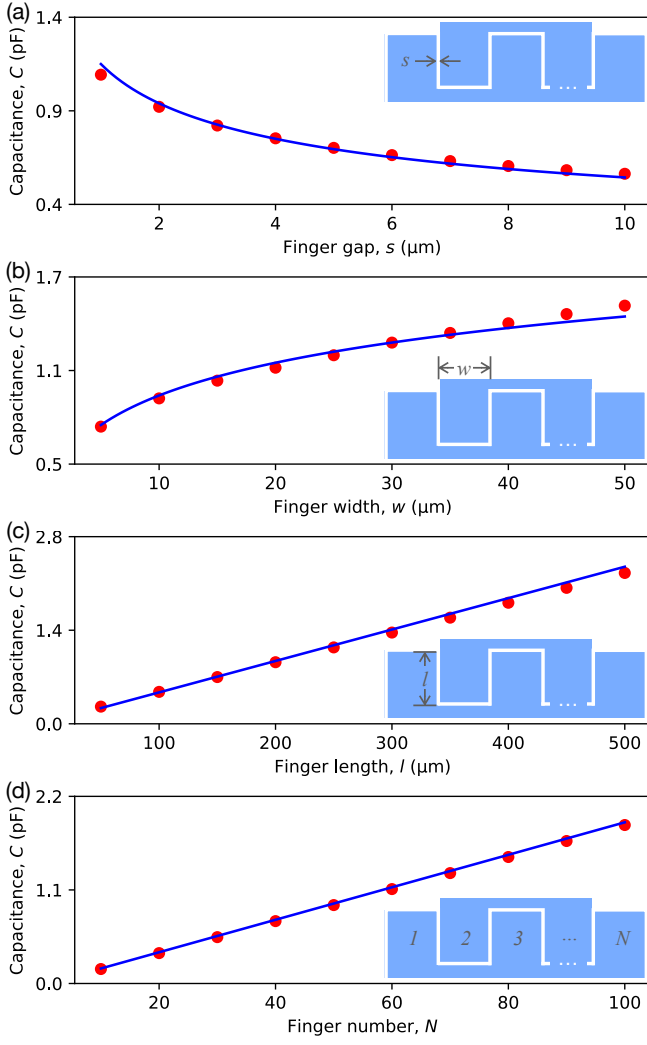 (a)
Capacitance, C (pF)
1.4
0.9
0.4
s
...
2 4 6 8 10
Finger gap, s (μm)
(b)
Capacitance, C (pF)
1.7
1.1
0.5
w
...
10 20 30 40 50
Finger width, w (μm)
(c)
Capacitance, C (pF)
2.8
1.4
0.0
l
...
100 200 300 400 500
Finger length, l (μm)
(d)
Capacitance, C (pF)
2.2
1.1
0.0
1 2 3 ... N
...
20 40 60 80 100
Finger number, N